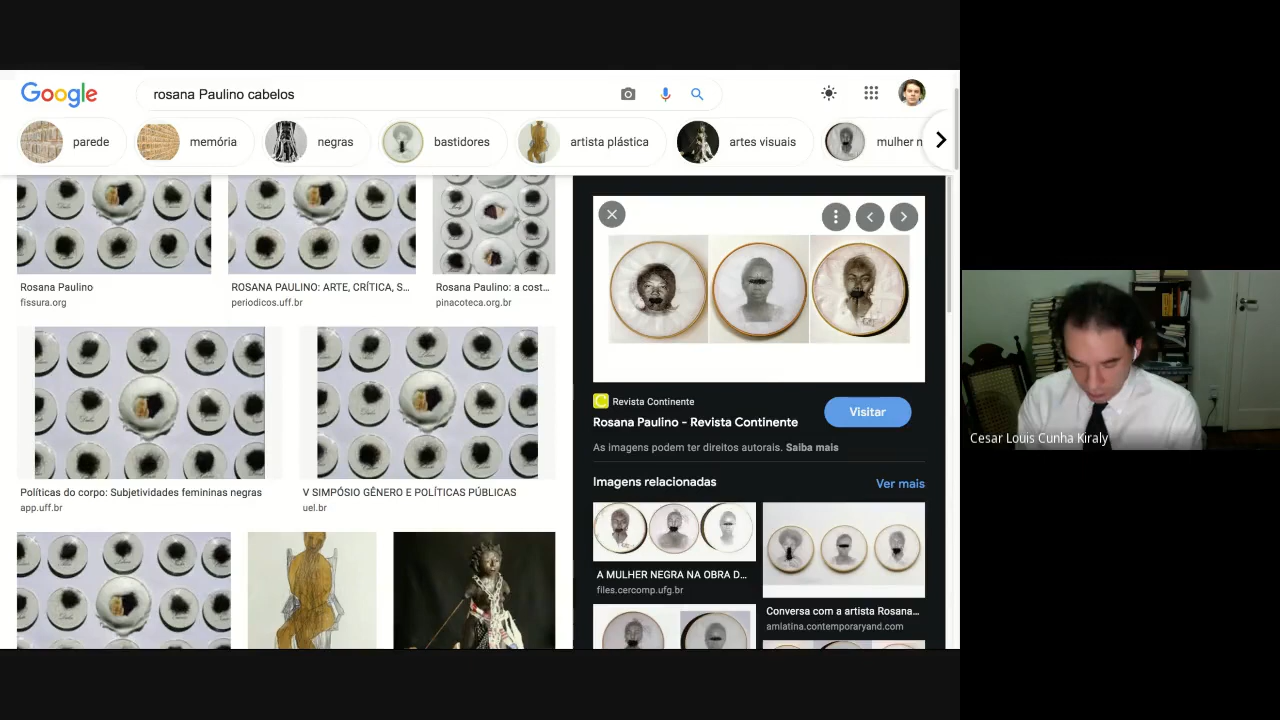 Google
rosana Paulino cabelos
parede
memória
negras
bastidores
artista plástica
artes visuais
mulher n
Rosana Paulino
fissura.org
ROSANA PAULINO: ARTE, CRÍTICA, S...
periodicos.uff.br
Rosana Paulino: a cost...
pinacoteca.org.br
Políticas do corpo: Subjetividades femininas negras
app.uff.br
V SIMPÓSIO GÊNERO E POLÍTICAS PÚBLICAS
uel.br
Revista Continente
Rosana Paulino - Revista Continente
Visitar
As imagens podem ter direitos autorais. Saiba mais
Imagens relacionadas
Ver mais
A MULHER NEGRA NA OBRA D...
files.cercomp.ufg.br
Conversa com a artista Rosana...
amlatina.contemporaryand.com
Cesar Louis Cunha Kiraly